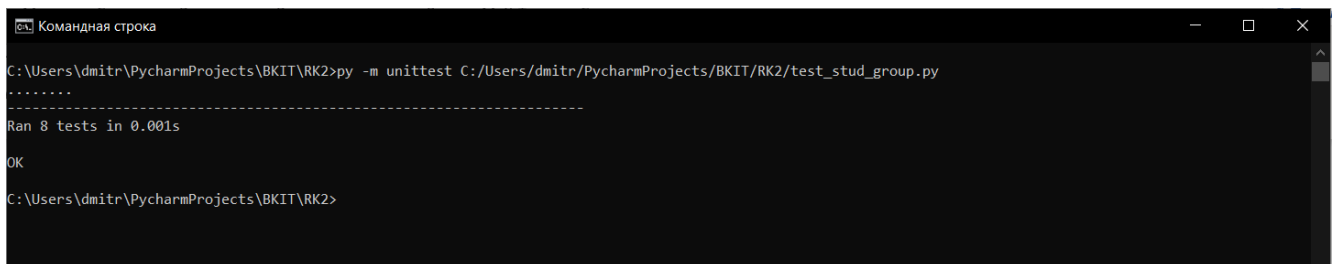 Командная строка
C:\Users\dmitr\PycharmProjects\BKIT\RK2>py -m unittest C:/Users/dmitr/PycharmProjects/BKIT/RK2/test_stud_group.py
........
----------------------------------------------------------------------
Ran 8 tests in 0.001s
OK
C:\Users\dmitr\PycharmProjects\BKIT\RK2>